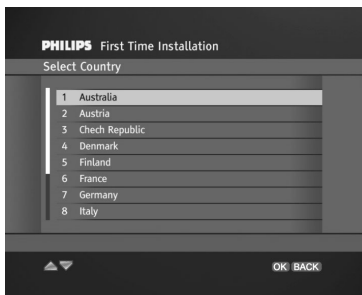 PHILIPS First Time Installation
Select Country
1 Australia
2 Austria
3 Chech Republic
4 Denmark
5 Finland
6 France
7 Germany
8 Italy
OK BACK